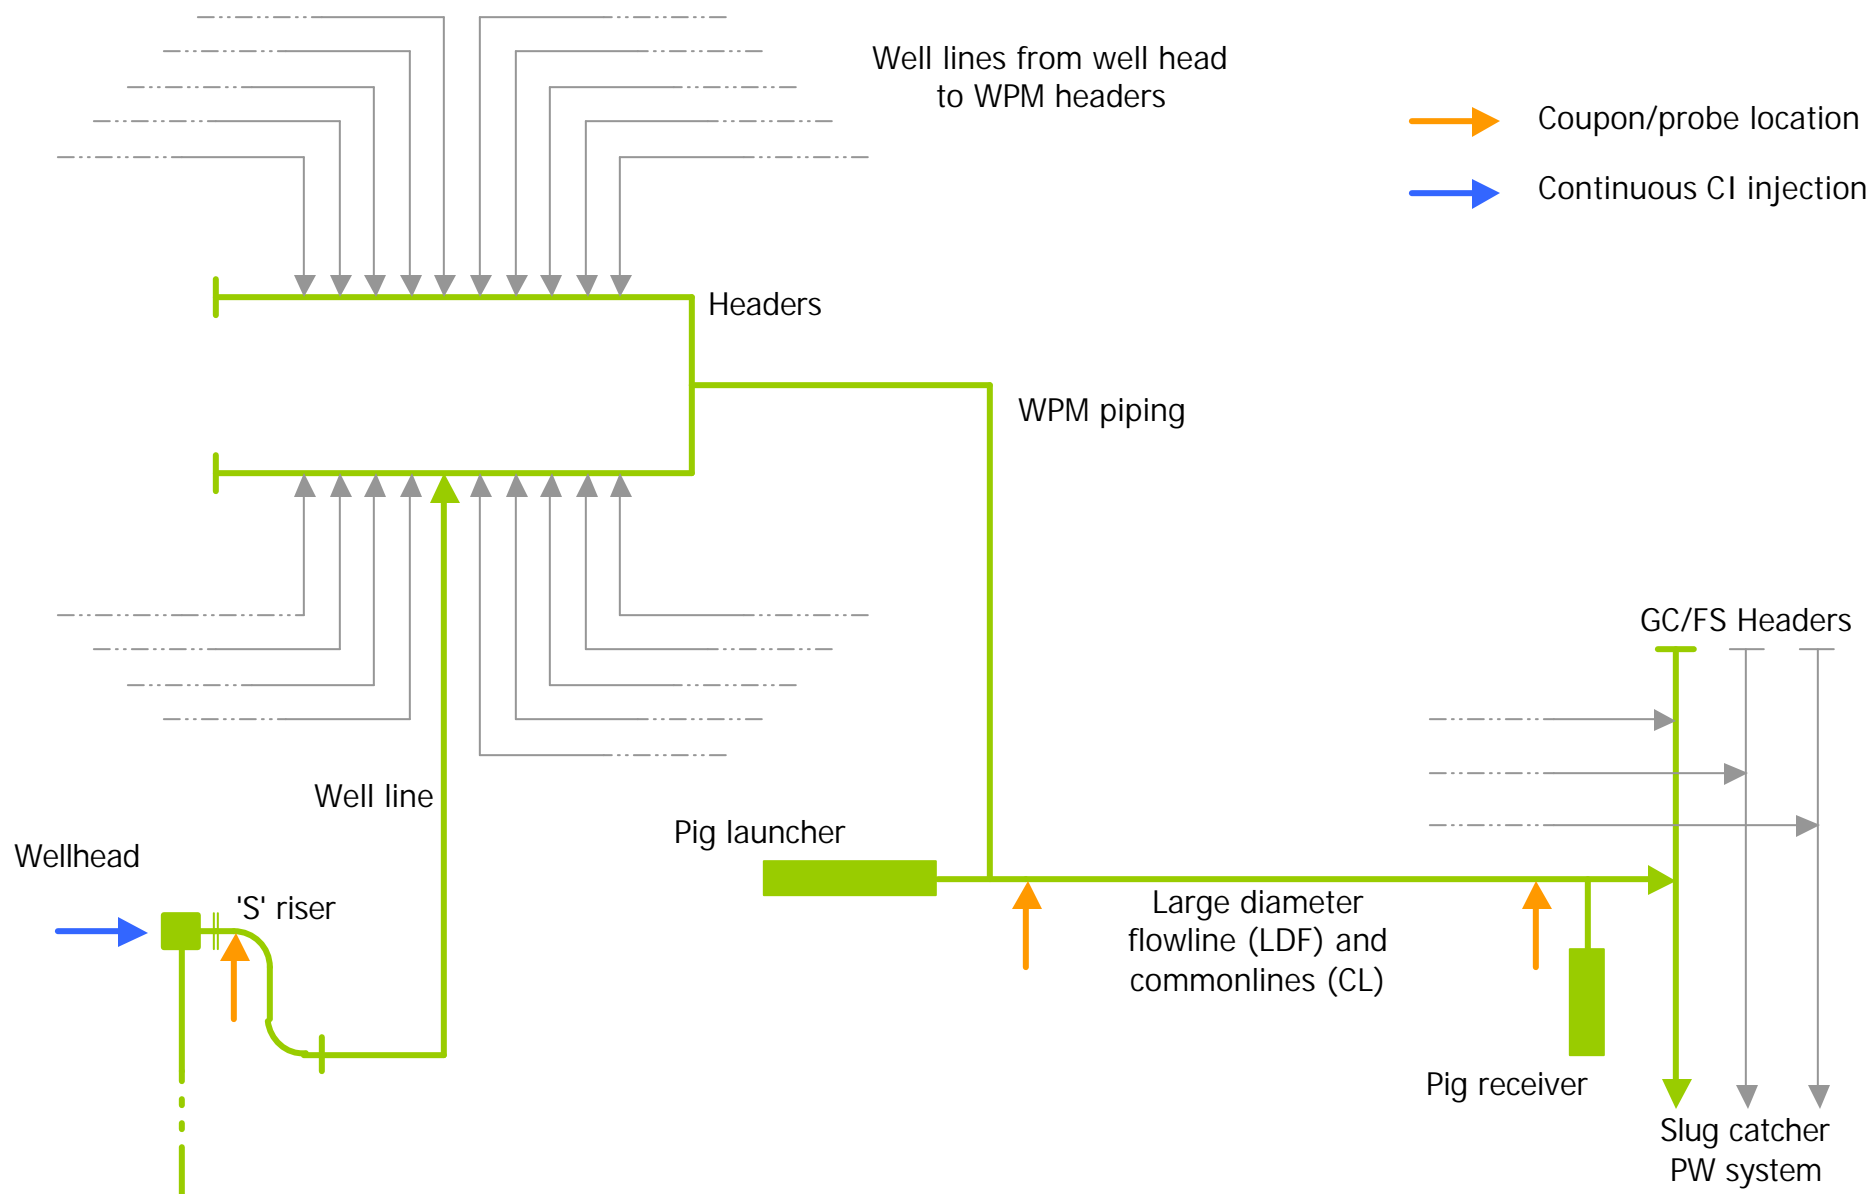 Well lines from well head
to WPM headers
Coupon/probe location
Continuous CI injection
Headers
WPM piping
GC/FS Headers
Well line
Pig launcher
Wellhead
'S' riser
Large diameter
flowline (LDF) and
commonlines (CL)
Pig receiver
Slug catcher
PW system